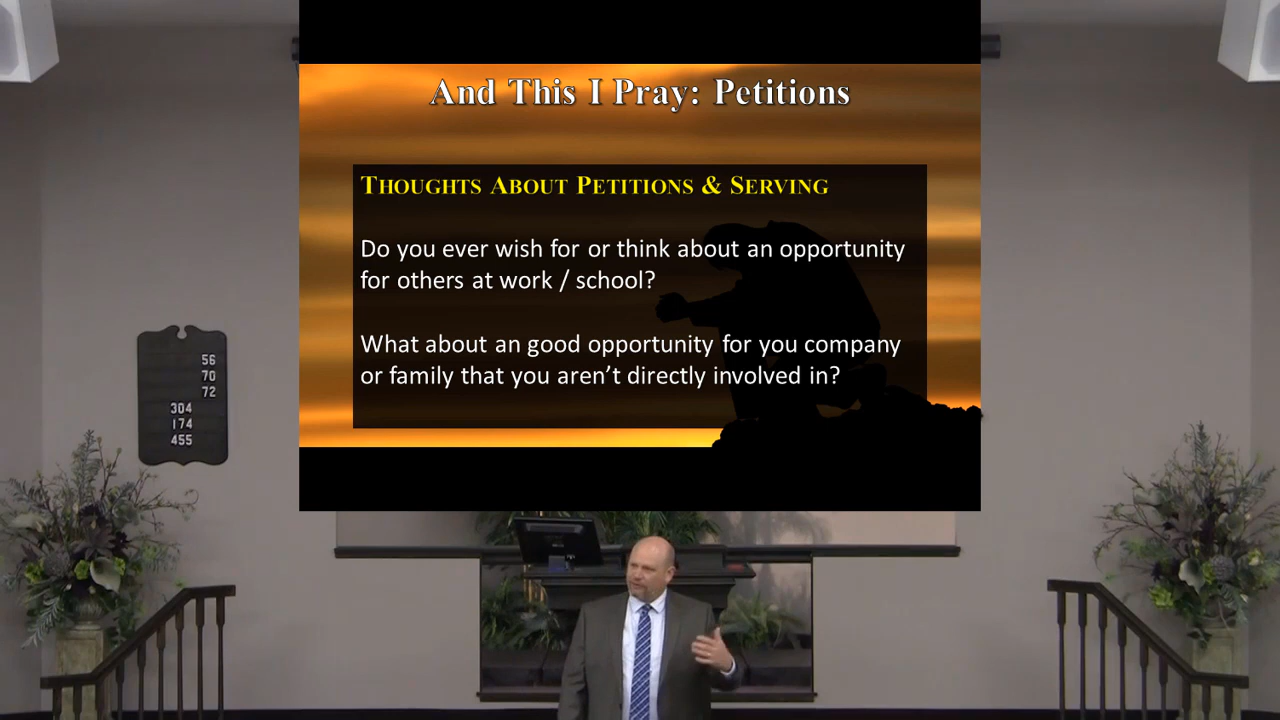 And This I Pray: Petitions
THOUGHTS ABOUT PETITIONS & SERVING
Do you ever wish for or think about an opportunity
for others at work / school?
What about an good opportunity for you company
or family that you aren't directly involved in?
56
70
72
304
174
455